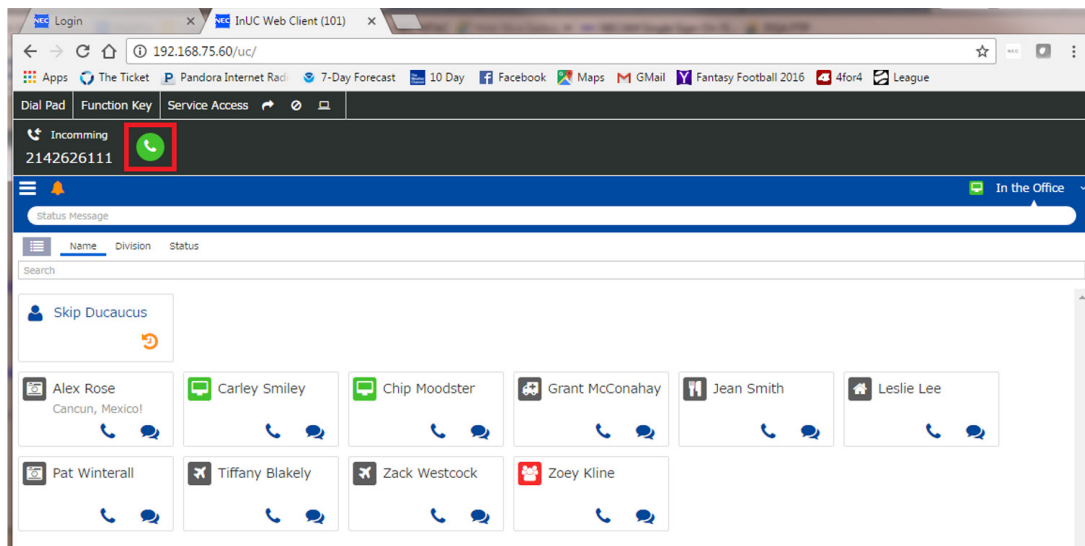 NEC Login
NEC InUC Web Client (101)
192.168.75.60/uc/
NEC
Apps The Ticket P Pandora Internet Radi 7-Day Forecast 10 Day Facebook Maps GMail Y Fantasy Football 2016 4for4 League
Dial Pad Function Key Service Access
Incomming
2142626111
In the Office
Status Message
Name Division Status
Search
Skip Ducaucus
Alex Rose Carley Smiley Chip Moodster Grant McConahay Jean Smith Leslie Lee
Cancun, Mexico!
Pat Winterall Tiffany Blakely Zack Westcock Zoey Kline